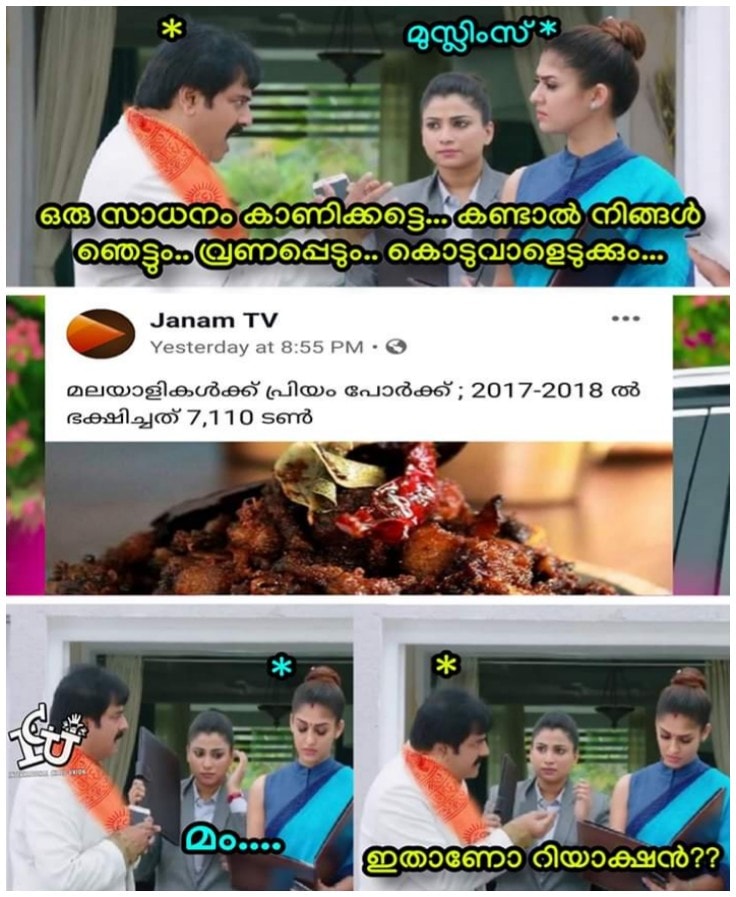 * മുസ്ലിംസ് *
ഒരു സാധനം കാണിക്കട്ടെ... കണ്ടാൽ നിങ്ങൾ
ഞെട്ടും.. വ്രണപ്പെടും.. കൊടുവാളെടുക്കും...
Janam TV
Yesterday at 8:55 PM
മലയാളികൾക്ക് പ്രിയം പോർക്ക് ; 2017-2018 ൽ
ഭക്ഷിച്ചത് 7,110 ടൺ
* *
ICU
മം....
ഇതാണോ റിയാക്ഷൻ??